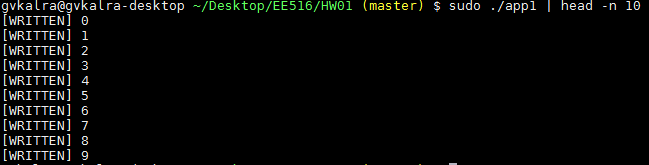 gvkalra@gvkalra-desktop ~/Desktop/EE516/HW01 (master) $ sudo ./app1 | head -n 10
[WRITTEN] 0
[WRITTEN] 1
[WRITTEN] 2
[WRITTEN] 3
[WRITTEN] 4
[WRITTEN] 5
[WRITTEN] 6
[WRITTEN] 7
[WRITTEN] 8
[WRITTEN] 9